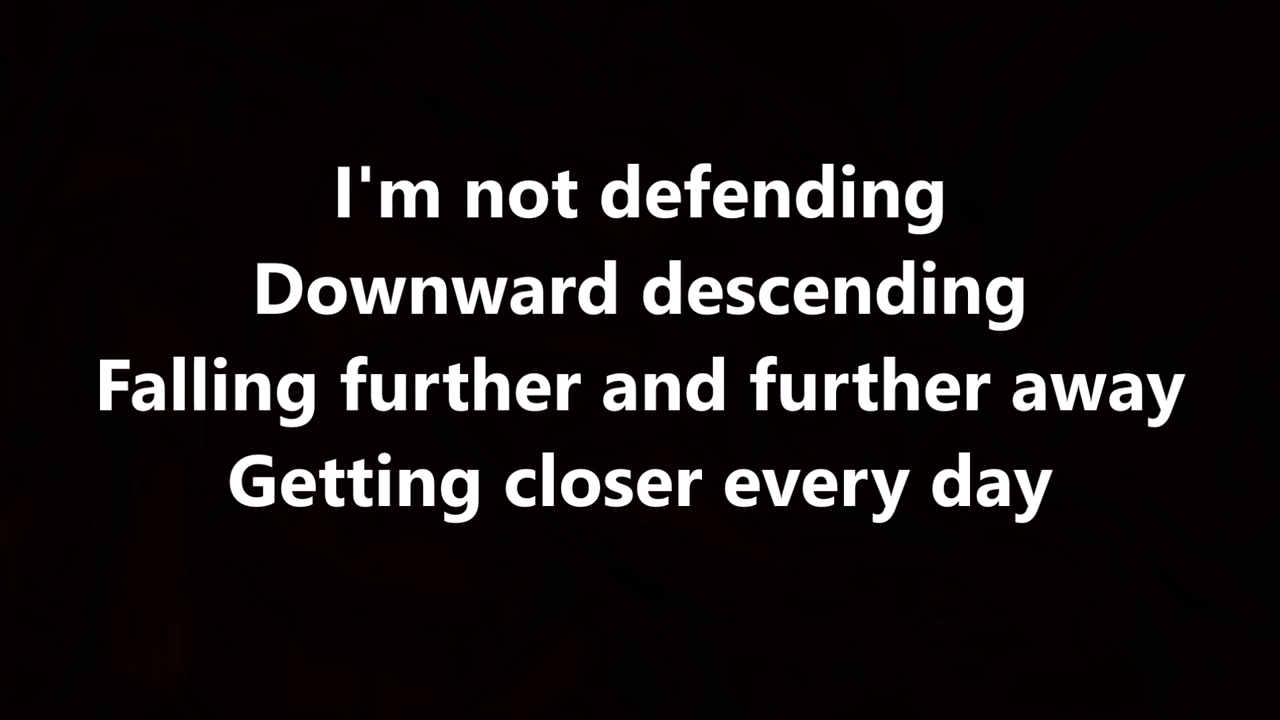 I'm not defending
Downward descending
Falling further and further away
Getting closer every day